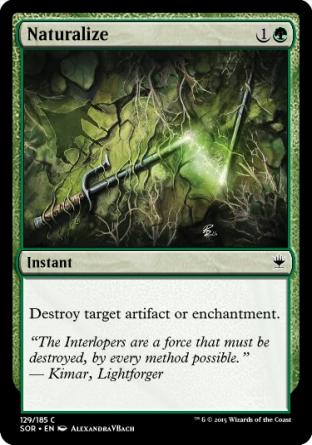 Naturalize 1
Instant
Destroy target artifact or enchantment.
"The Interlopers are a force that must be
destroyed, by every method possible."
— Kimar, Lightforger
129/185 C
SOR • EN AlexandraVBach
™ & © 2015 Wizards of the Coast